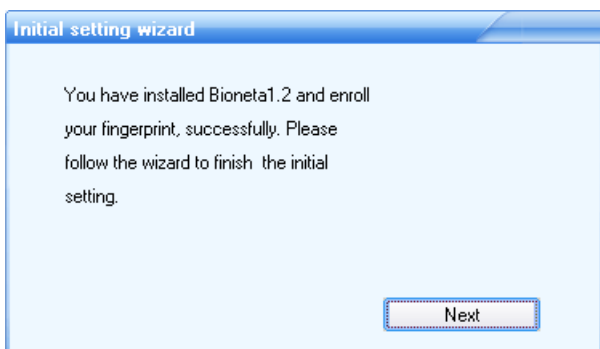 Initial setting wizard
You have installed Bioneta1.2 and enroll
your fingerprint, successfully. Please
follow the wizard to finish  the initial
setting.
Next